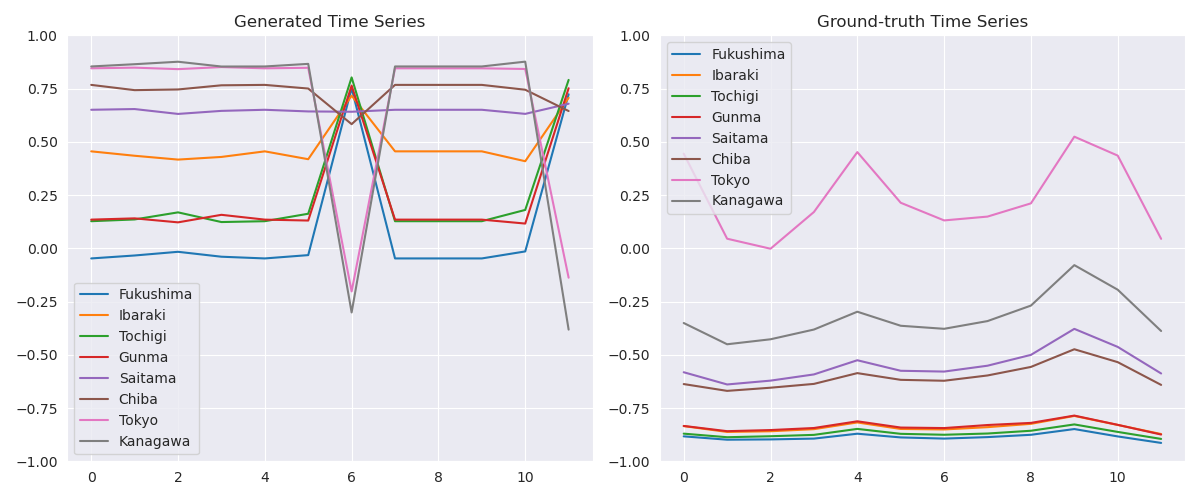 Generated Time Series
1.00
0.75
0.50
0.25
0.00
−0.25
−0.50
−0.75
−1.00
0 2 4 6 8 10
Fukushima
Ibaraki
Tochigi
Gunma
Saitama
Chiba
Tokyo
Kanagawa
Ground-truth Time Series
1.00
0.75
0.50
0.25
0.00
−0.25
−0.50
−0.75
−1.00
0 2 4 6 8 10
Fukushima
Ibaraki
Tochigi
Gunma
Saitama
Chiba
Tokyo
Kanagawa